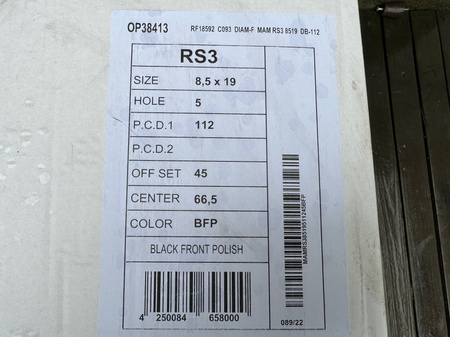 OP38413 RF18592 C093 DIAM-F MAM RS3 8519 DB-112
RS3
SIZE 8,5 x 19
HOLE 5
P.C.D.1 112
P.C.D.2
OFF SET 45
CENTER 66,5
COLOR BFP
BLACK FRONT POLISH
4 250084 658000
089/22